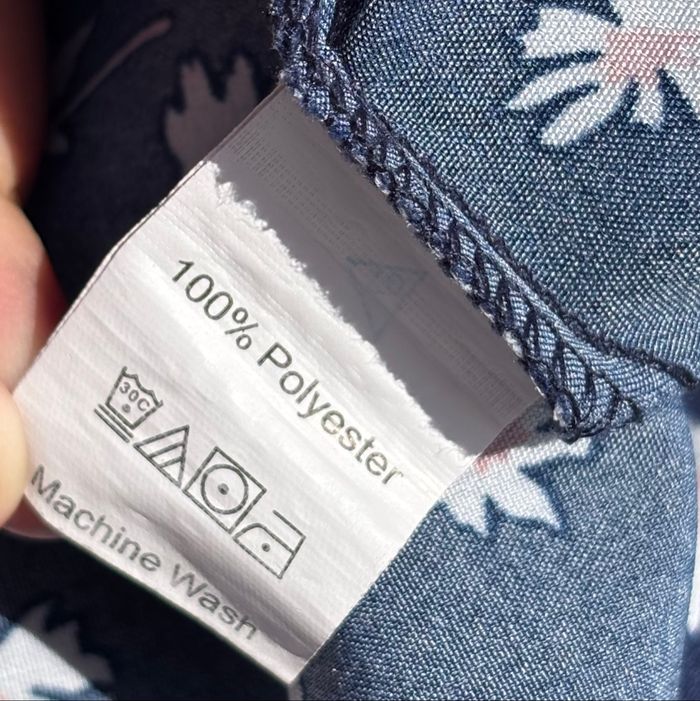 100% Polyester
30C
Machine Wash